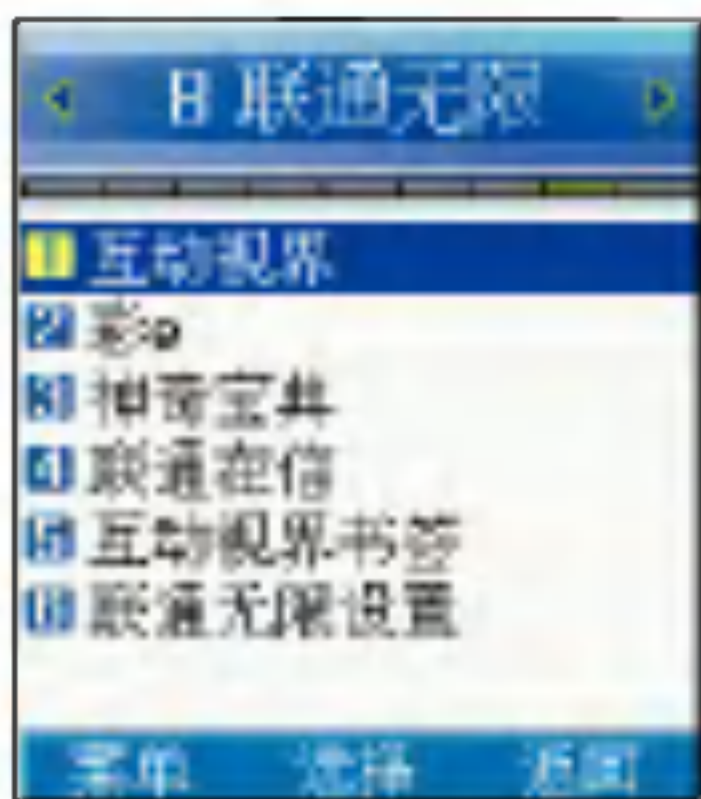 8 联通无限
1 互动视界
2 彩e
3 神奇宝典
4 联通在信
5 互动视界书签
6 联通无限设置
菜单 选择 返回